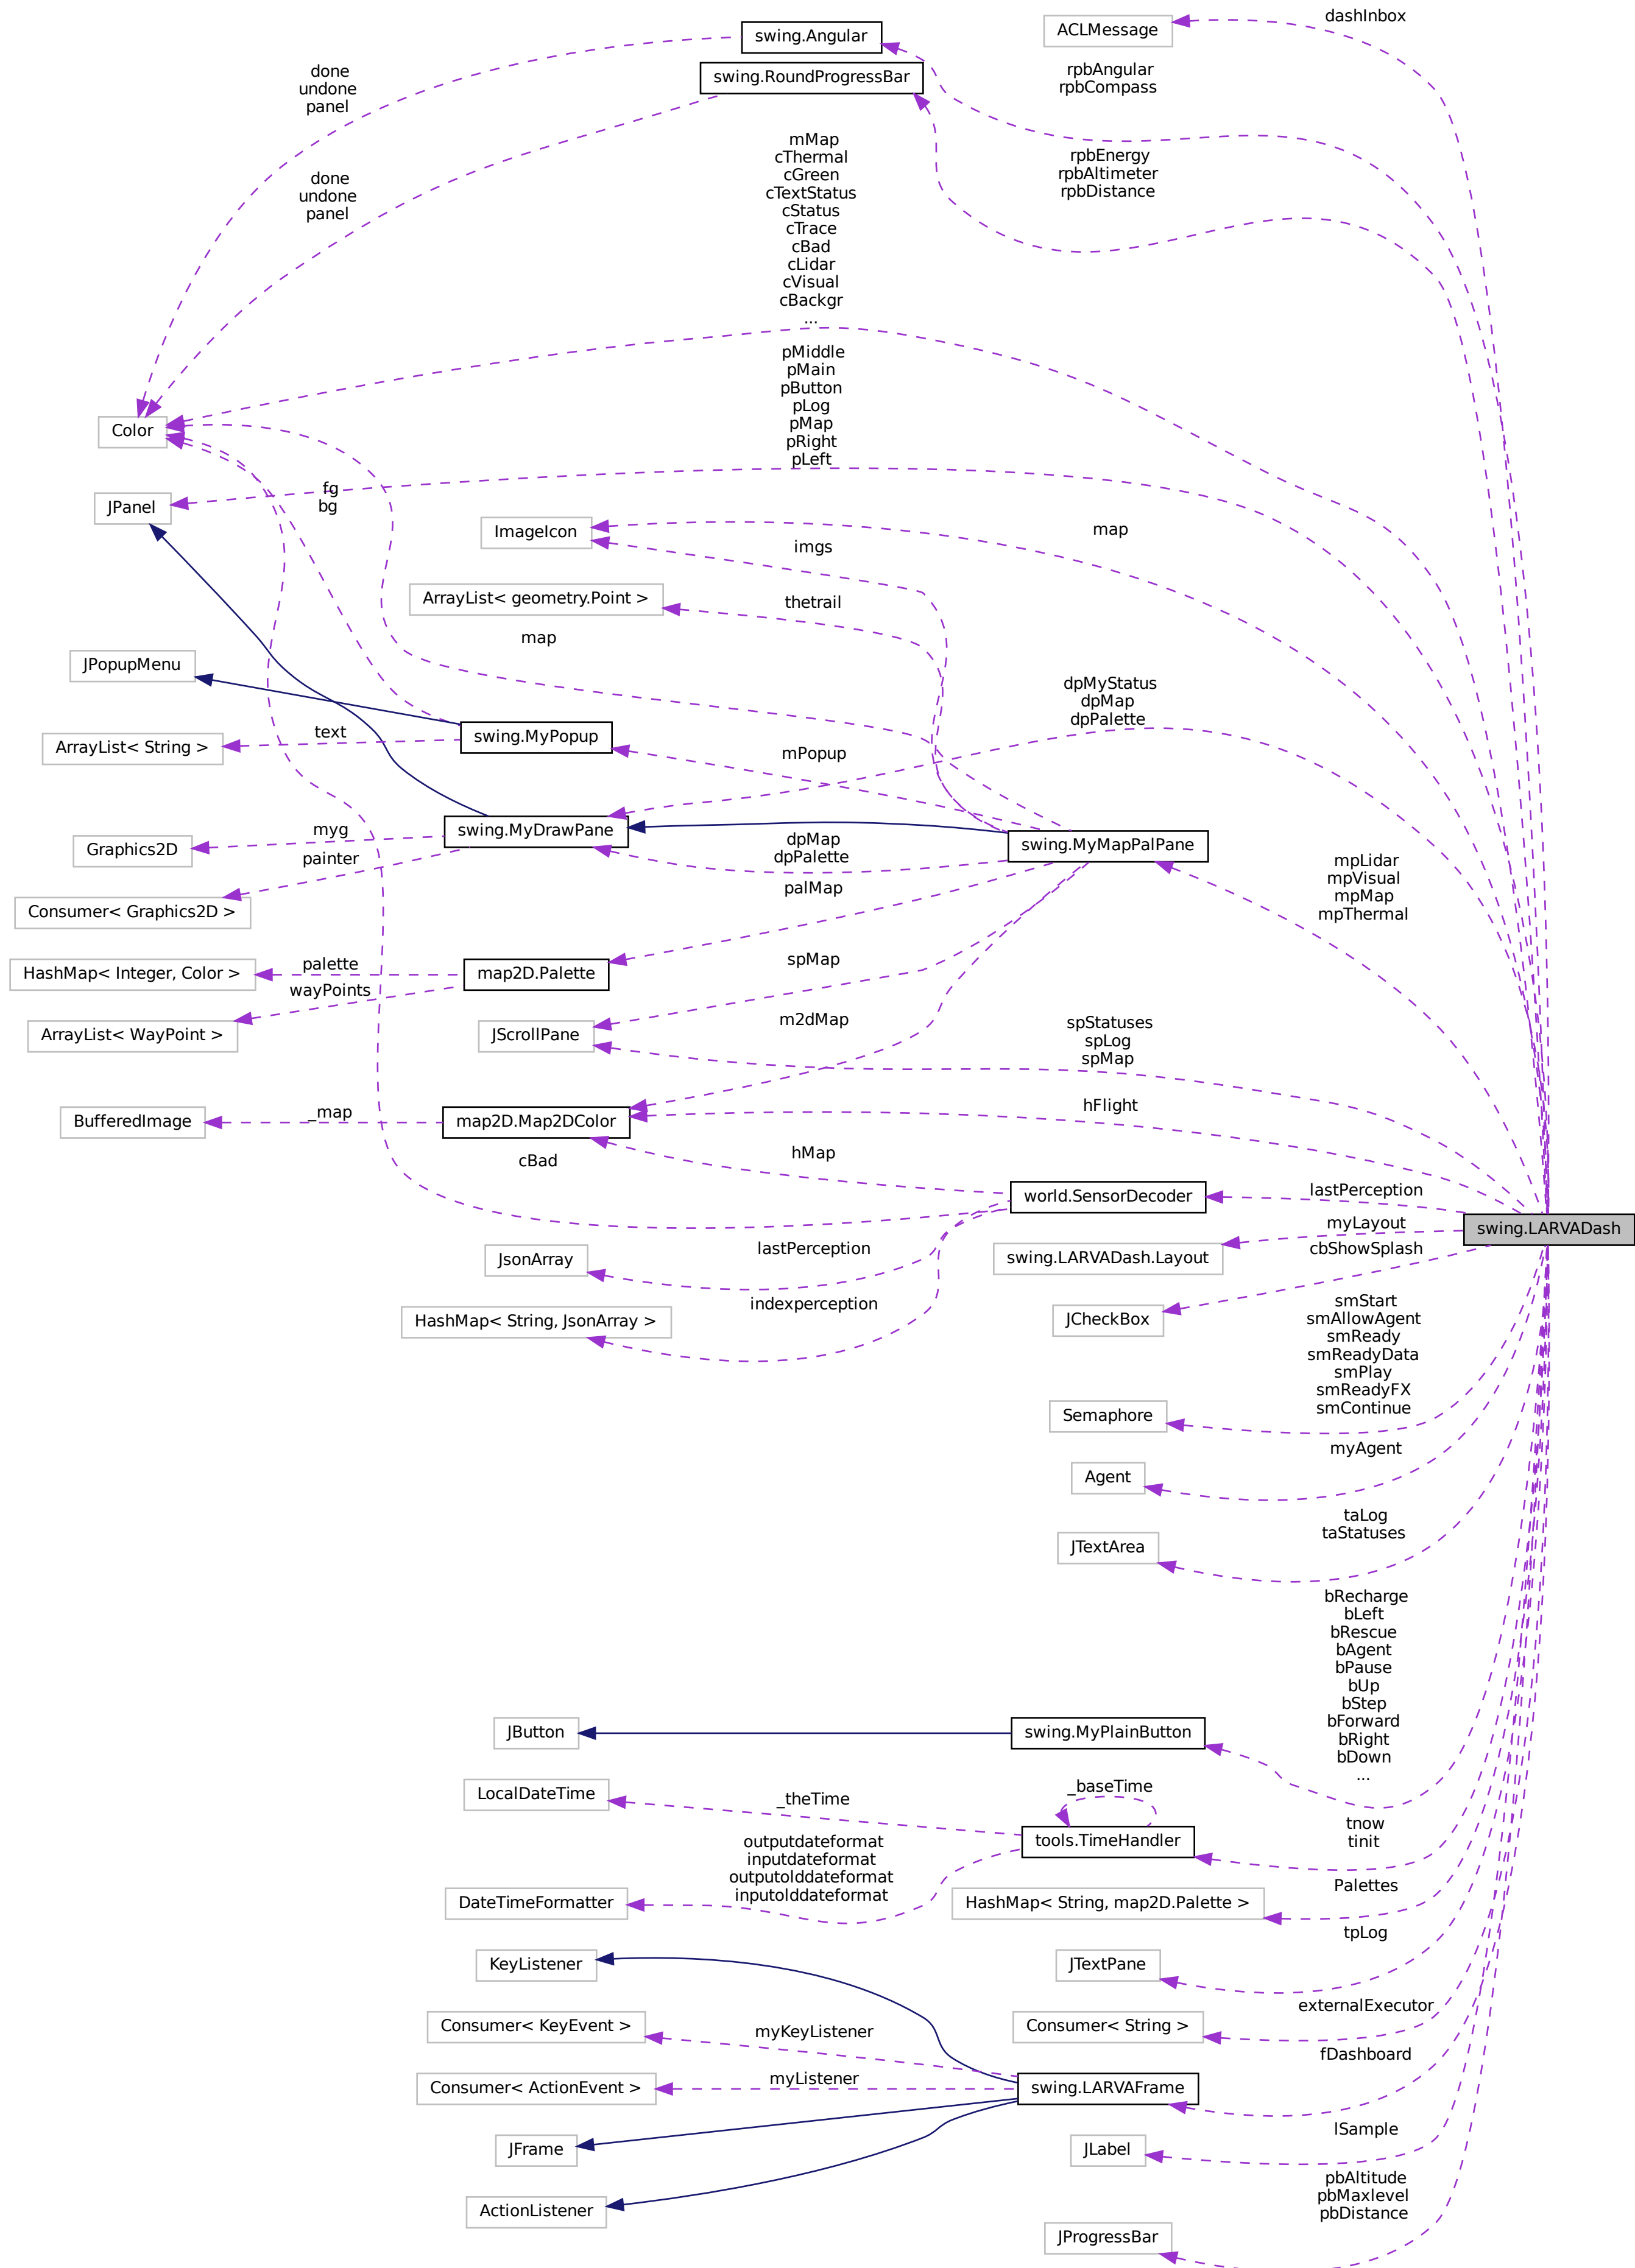 dashInbox
ACLMessage
swing.Angular
rpbAngular
rpbCompass
swing.RoundProgressBar
done
undone
panel
rpbEnergy
rpbAltimeter
rpbDistance
done
undone
panel
mMap
cThermal
cGreen
cTextStatus
cStatus
cTrace
cBad
cLidar
cVisual
cBackgr
...
pMiddle
pMain
pButton
pLog
pMap
pRight
pLeft
Color
JPanel
fg
bg
ImageIcon
map
imgs
ArrayList< geometry.Point >
thetrail
map
JPopupMenu
dpMyStatus
dpMap
dpPalette
ArrayList< String >
text
swing.MyPopup
mPopup
Graphics2D
myg
painter
swing.MyDrawPane
dpMap
dpPalette
swing.MyMapPalPane
mpLidar
mpVisual
mpMap
mpThermal
palMap
Consumer< Graphics2D >
HashMap< Integer, Color >
palette
map2D.Palette
spMap
wayPoints
ArrayList< WayPoint >
JScrollPane
m2dMap
spStatuses
spLog
spMap
BufferedImage
_map
map2D.Map2DColor
hFlight
hMap
cBad
world.SensorDecoder
lastPerception
swing.LARVADash
myLayout
swing.LARVADash.Layout
cbShowSplash
JsonArray
lastPerception
HashMap< String, JsonArray >
indexperception
JCheckBox
smStart
smAllowAgent
smReady
smReadyData
smPlay
smReadyFX
smContinue
Semaphore
myAgent
Agent
taLog
taStatuses
JTextArea
bRecharge
bLeft
bRescue
bAgent
bPause
bUp
bStep
bForward
bRight
bDown
...
JButton
swing.MyPlainButton
LocalDateTime
_theTime
_baseTime
tools.TimeHandler
tnow
tinit
outputdateformat
inputdateformat
outputolddateformat
inputolddateformat
DateTimeFormatter
HashMap< String, map2D.Palette >
Palettes
tpLog
JTextPane
KeyListener
externalExecutor
Consumer< String >
Consumer< KeyEvent >
myKeyListener
fDashboard
Consumer< ActionEvent >
myListener
swing.LARVAFrame
JFrame
lSample
JLabel
ActionListener
pbAltitude
pbMaxlevel
pbDistance
JProgressBar